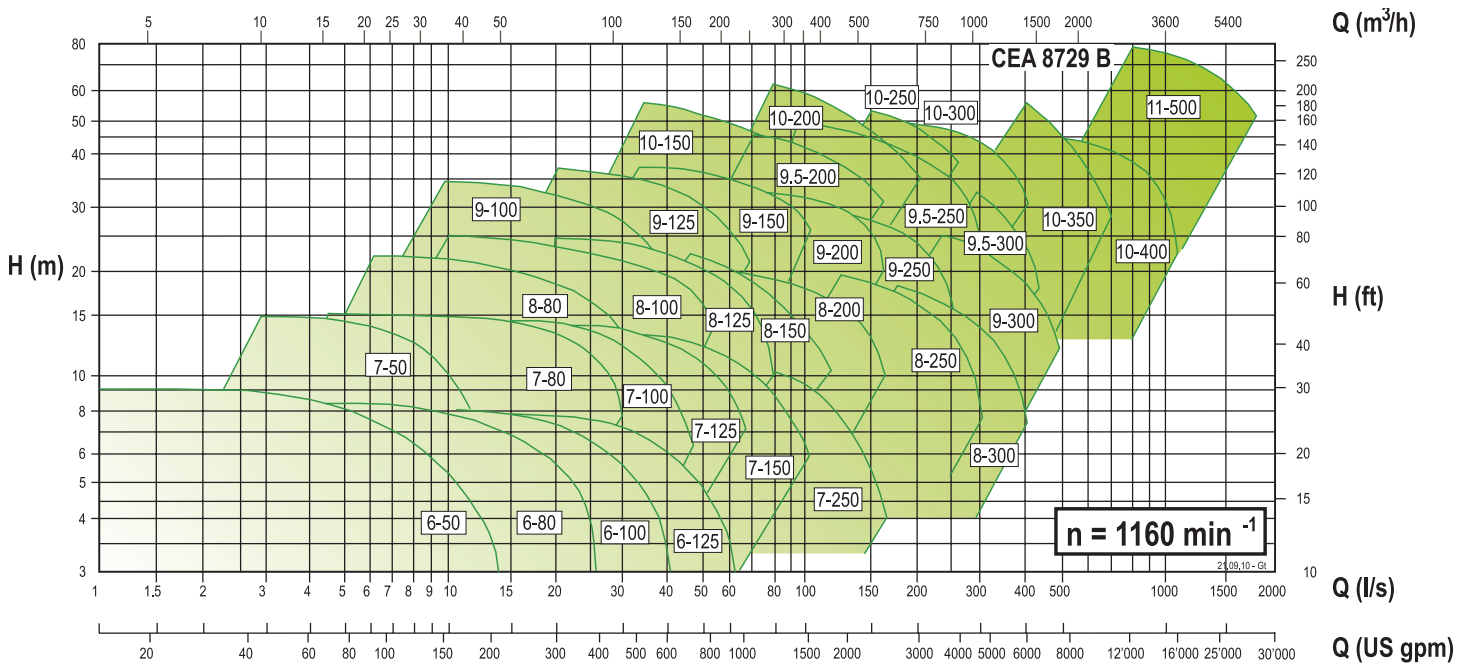 5 10 15 20 25 30 40 50 100 150 200 300 400 500 750 1000 1500 2000 3600 5400 Q (m³/h)
80 CEA 8729 B 250
60 10-250 200
10-300 11-500 180
50 10-200 160
10-150 140
40
9.5-200 120
30 9-100 9-125 9-150 9.5-250 10-350 100
9.5-300 80
H (m) 9-200 10-400
20 9-250
60
H (ft)
15 8-80 8-100 8-125 8-150 8-200 9-300
40
7-50 8-250
10 7-80 30
8 7-100
7-125
6 7-150 8-300 20
5
7-250 15
4 6-50 6-80 6-100 6-125
n = 1160 min ⁻¹
21,09,10 - Gt
3 10
1 1.5 2 3 4 5 6 7 8 9 10 15 20 30 40 50 60 80 100 150 200 300 400 500 1000 1500 2000 Q (l/s)
20 40 60 80 100 200 300 400 500 600 800 1000 1500 2000 3000 4000 5000 6000 8000 12'000 16'000 25'000 30'000 Q (US gpm)